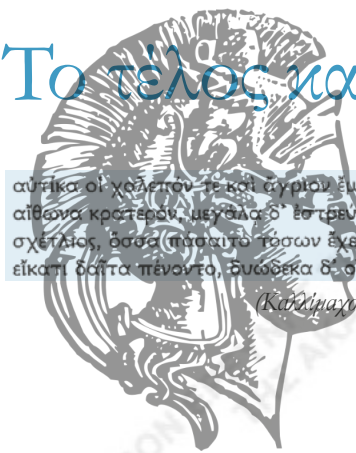 Το τέλος κα
αὐτίκα οἱ χαλεπόν τε καὶ ἄγριον ἔμ
αἴθωνα κρατερόν, μεγάλα δ' ἐστρεύ
σχέτλιος, ὅσσα πάσαιτο τόσων ἔχε
εἴκατι δαῖτα πένοντο, δυώδεκα δ' ο
(Καλλίμαχο